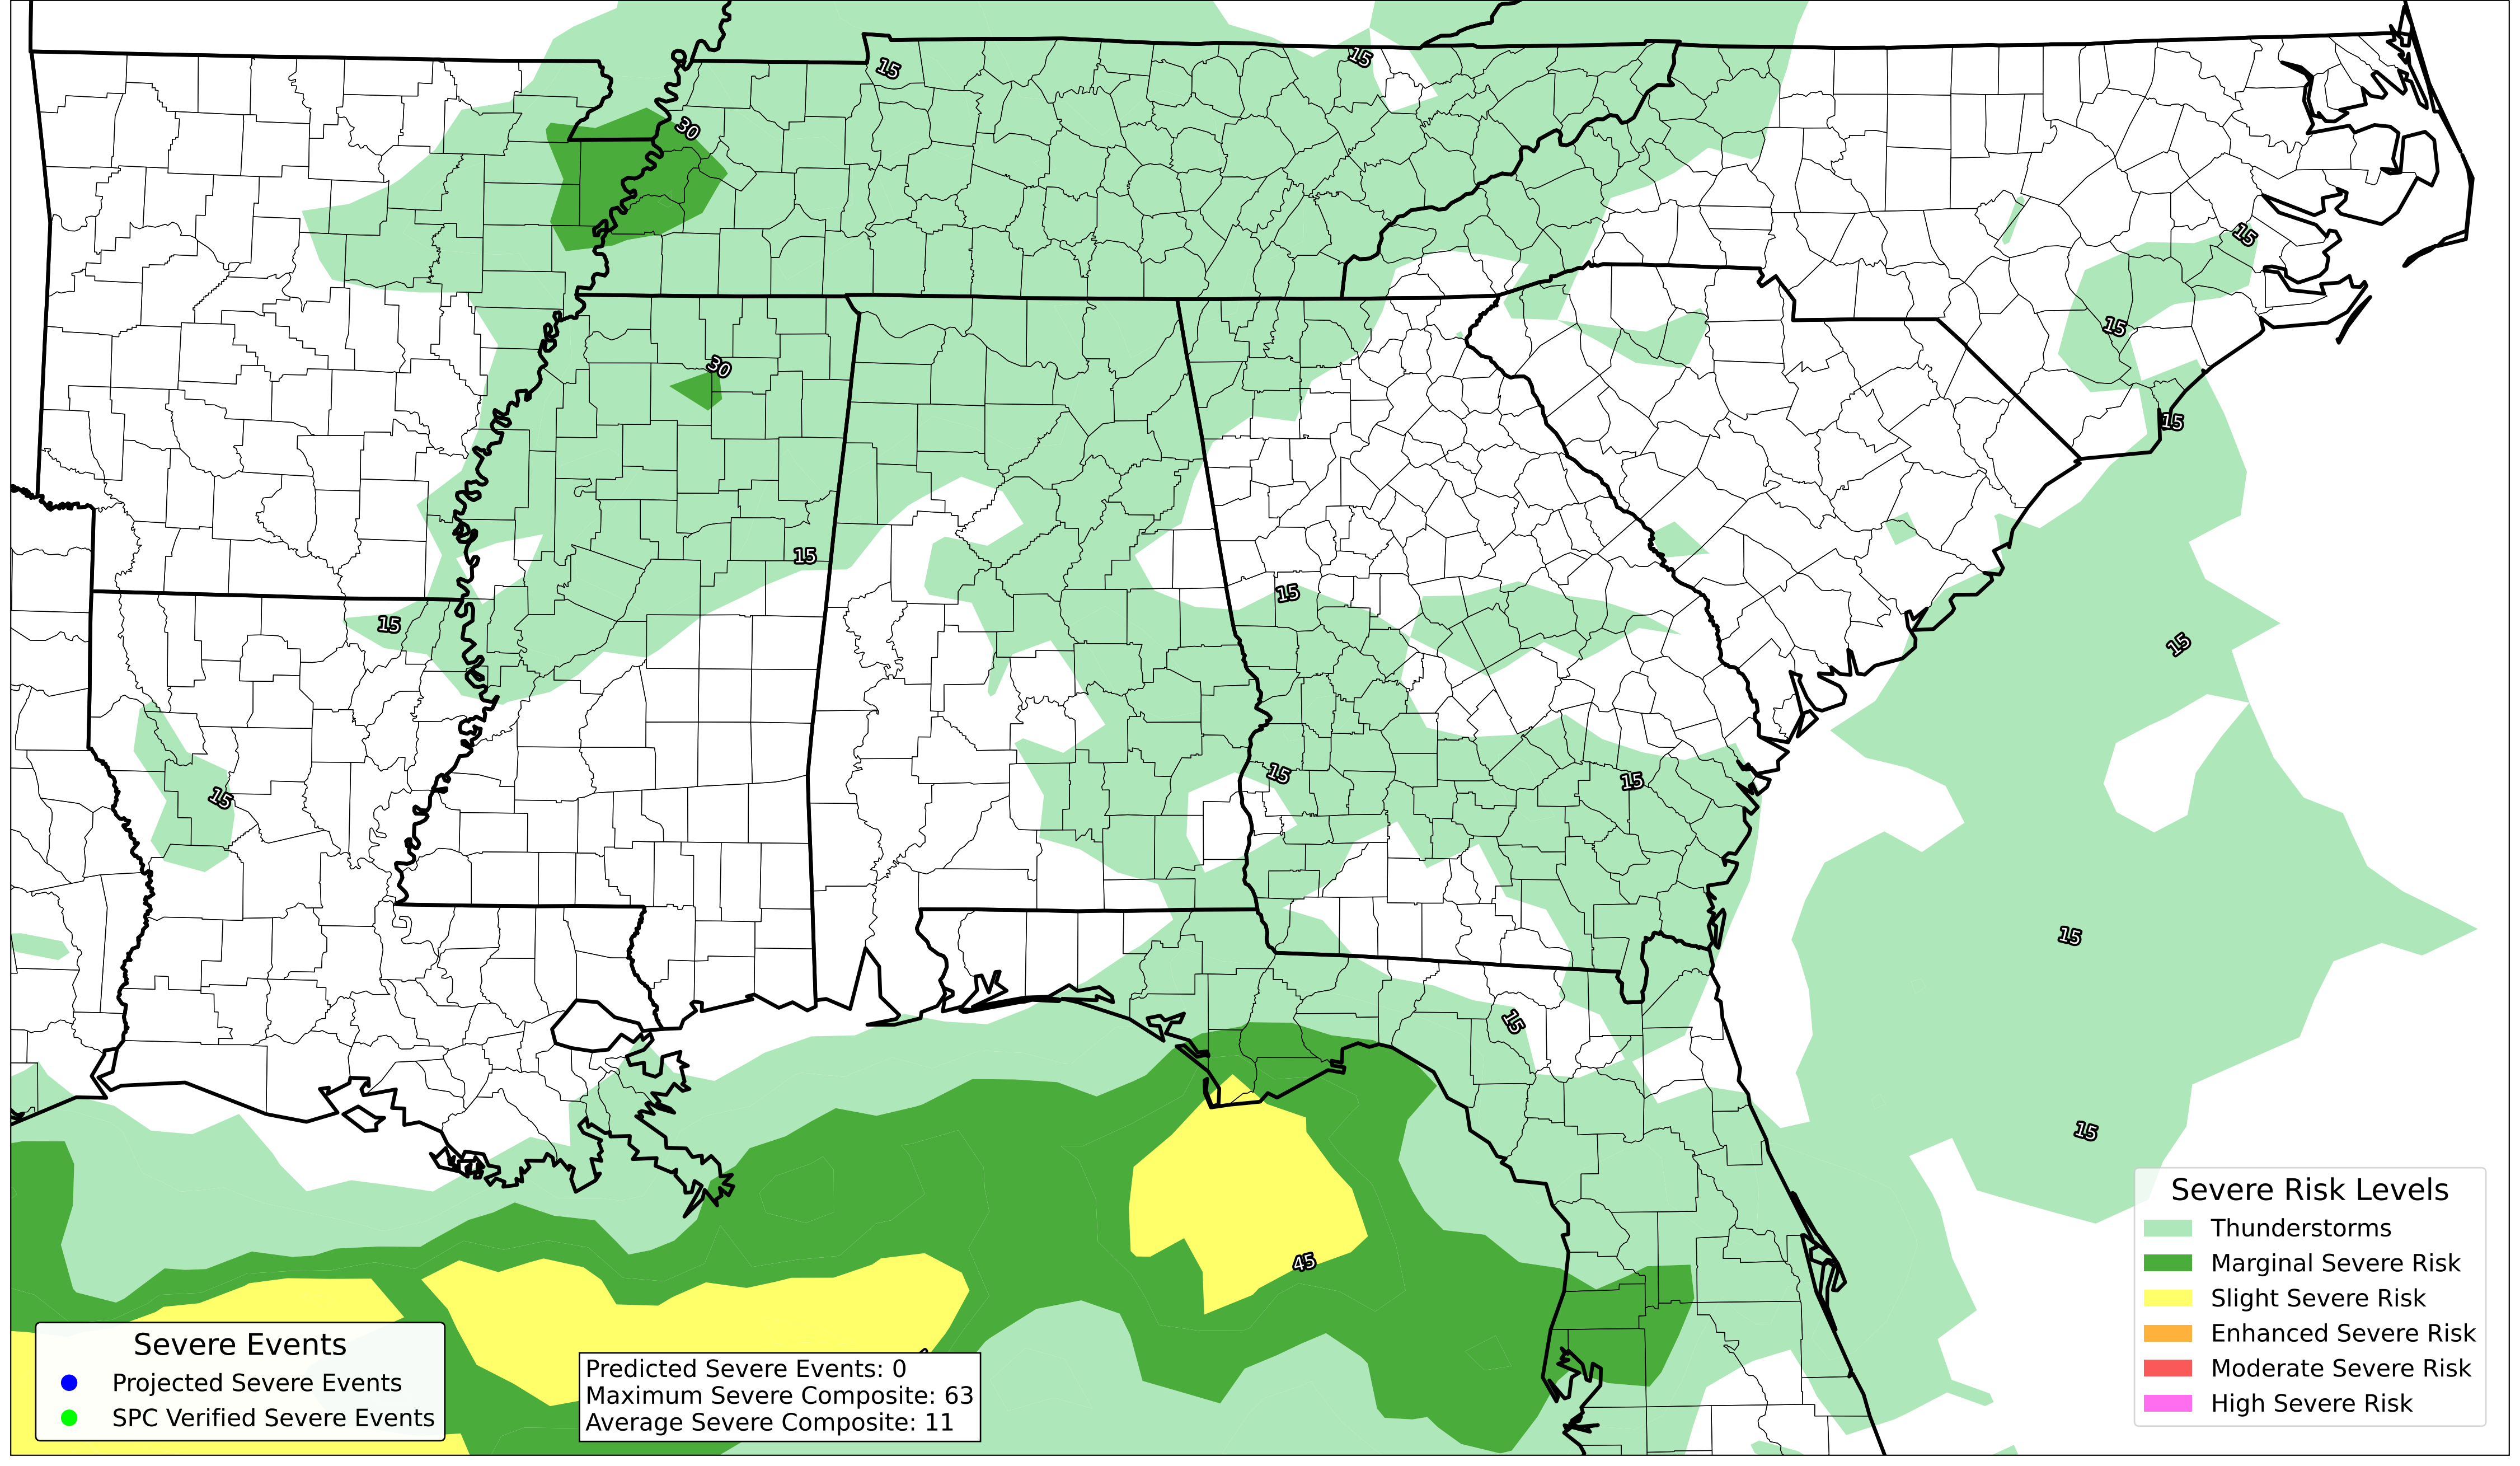 15
15
30
15
15
30
15
15
15
15
15
15
15
15
15
15
15
45
Severe Risk Levels
Thunderstorms
Marginal Severe Risk
Slight Severe Risk
Enhanced Severe Risk
Moderate Severe Risk
High Severe Risk
Severe Events
Projected Severe Events
SPC Verified Severe Events
Predicted Severe Events: 0
Maximum Severe Composite: 63
Average Severe Composite: 11